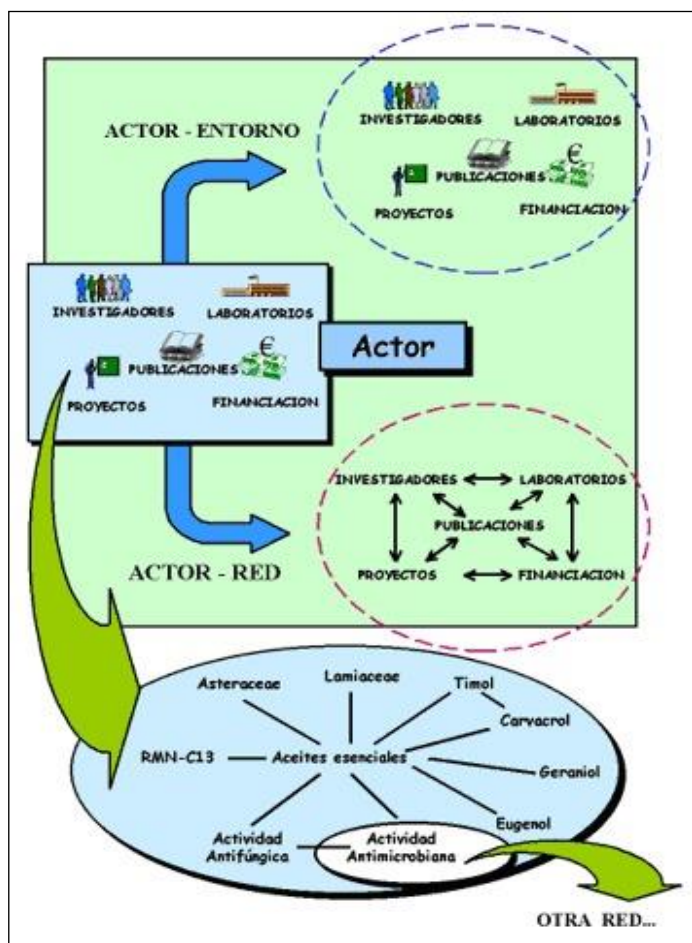 INVESTIGADORES
LABORATORIOS
ACTOR - ENTORNO
€
PUBLICACIONES
PROYECTOS
FINANCIACION
INVESTIGADORES
LABORATORIOS
Actor
€
PUBLICACIONES
PROYECTOS
FINANCIACION
INVESTIGADORES
LABORATORIOS
PUBLICACIONES
ACTOR - RED
PROYECTOS
FINANCIACION
Asteraceae
Lamiaceae
Timol
Carvacrol
RMN-C13
Aceites esenciales
Geraniol
Eugenol
Actividad
Antifúngica
Actividad
Antimicrobiana
OTRA RED...